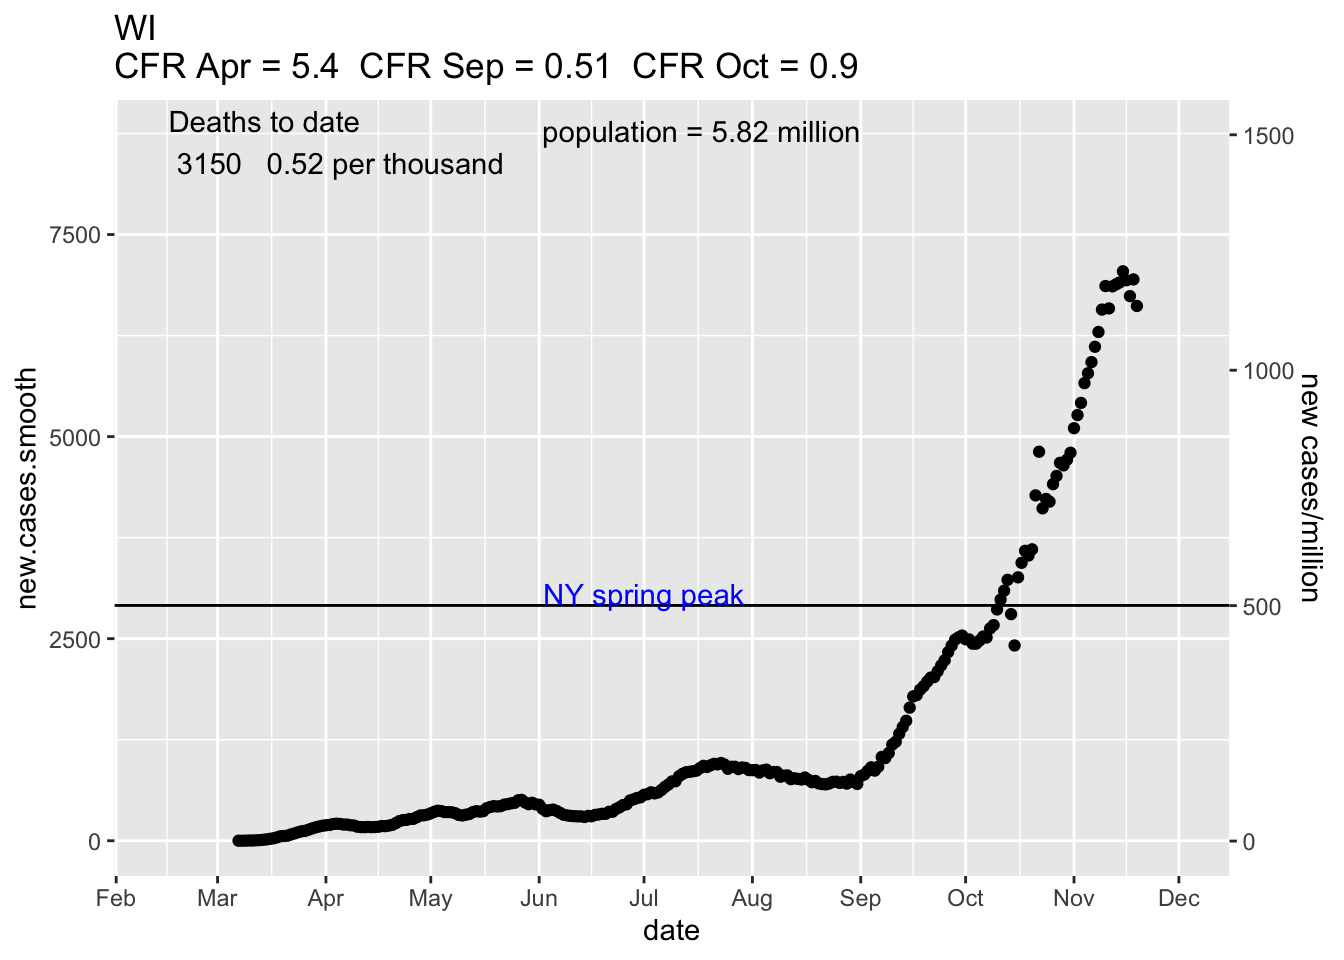 WI
CFR Apr = 5.4  CFR Sep = 0.51  CFR Oct = 0.9
Deaths to date
3150   0.52 per thousand
population = 5.82 million
NY spring peak
new.cases.smooth
7500
5000
2500
0
new cases/million
1500
1000
500
0
Feb Mar Apr May Jun Jul Aug Sep Oct Nov Dec
date